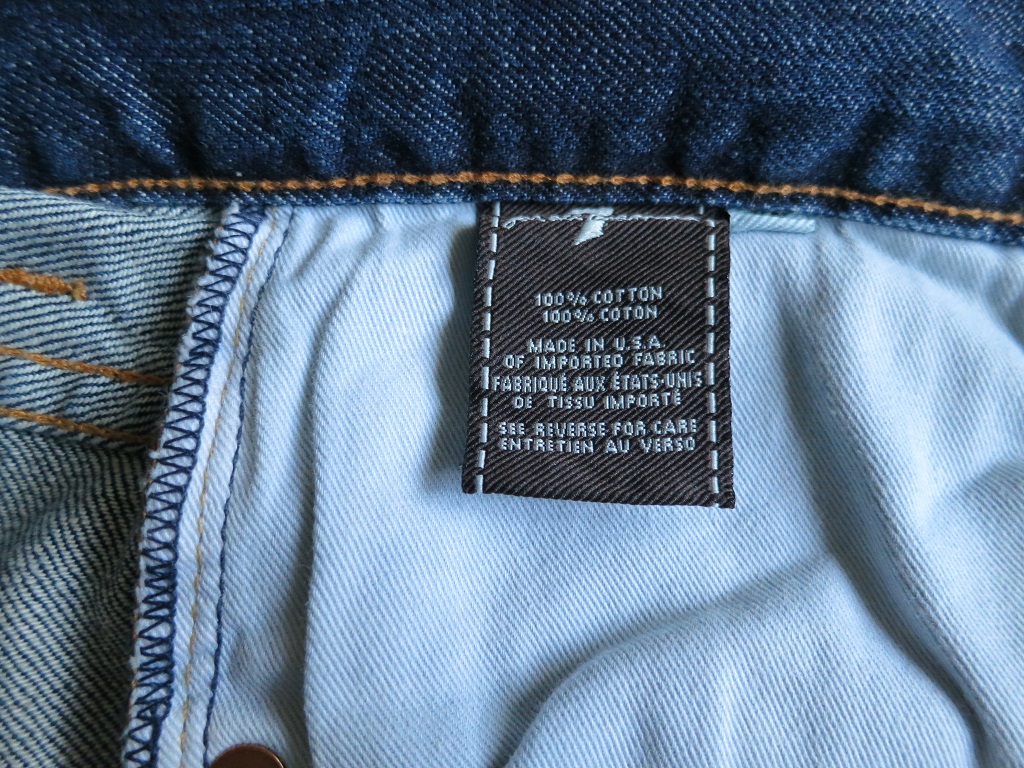 100% COTTON
100% COTON
MADE IN U.S.A
OF IMPORTED FABRIC
FABRIQUÉ AUX ÉTATS-UNIS
DE TISSU IMPORTÉ
SEE REVERSE FOR CARE
ENTRETIEN AU VERSO